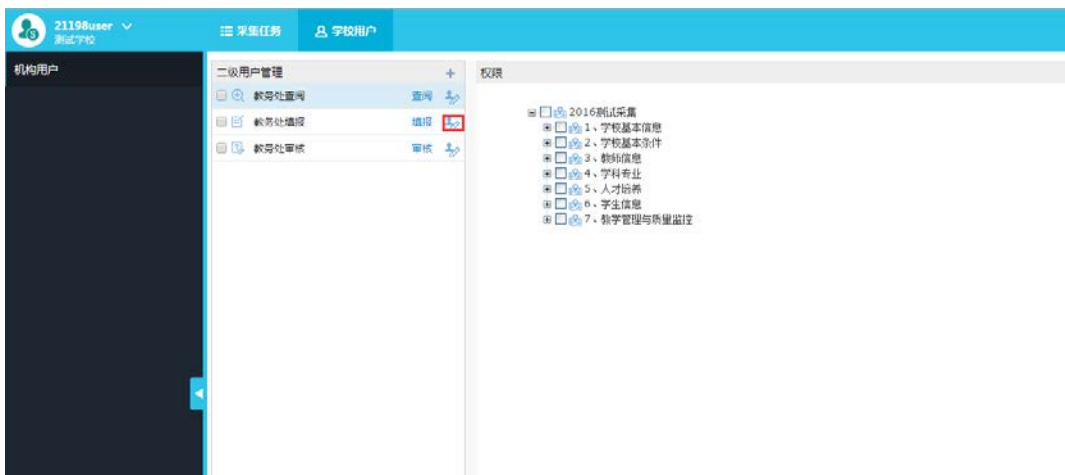 21198user
测试学校
采集任务
学校用户
机构用户
二级用户管理
+
权限
教务处查阅 查阅
教务处填报 填报
教务处审核 审核
2016测试采集
1、学校基本信息
2、学校基本条件
3、教师信息
4、学科专业
5、人才培养
6、学生信息
7、教学管理与质量监控